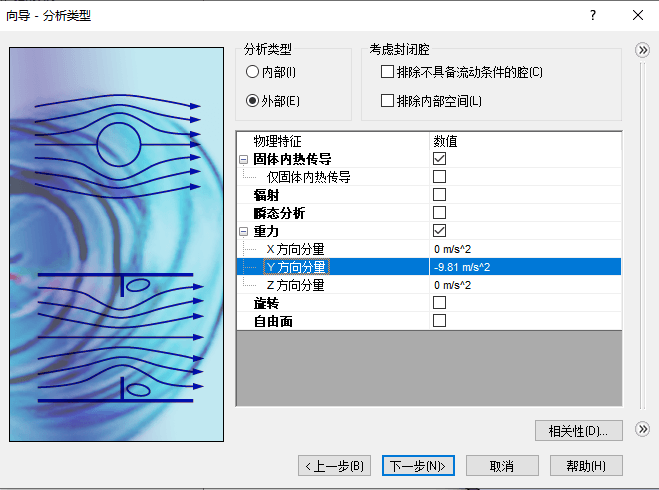 向导 - 分析类型
?
分析类型
内部(I)
外部(E)
考虑封闭腔
排除不具备流动条件的腔(C)
排除内部空间(L)
物理特征 数值
固体内热传导
仅固体内热传导
辐射
瞬态分析
重力
X 方向分量 0 m/s^2
Y 方向分量 -9.81 m/s^2
Z 方向分量 0 m/s^2
旋转
自由面
相关性(D)...
<上一步(B) 下一步(N)> 取消 帮助(H)